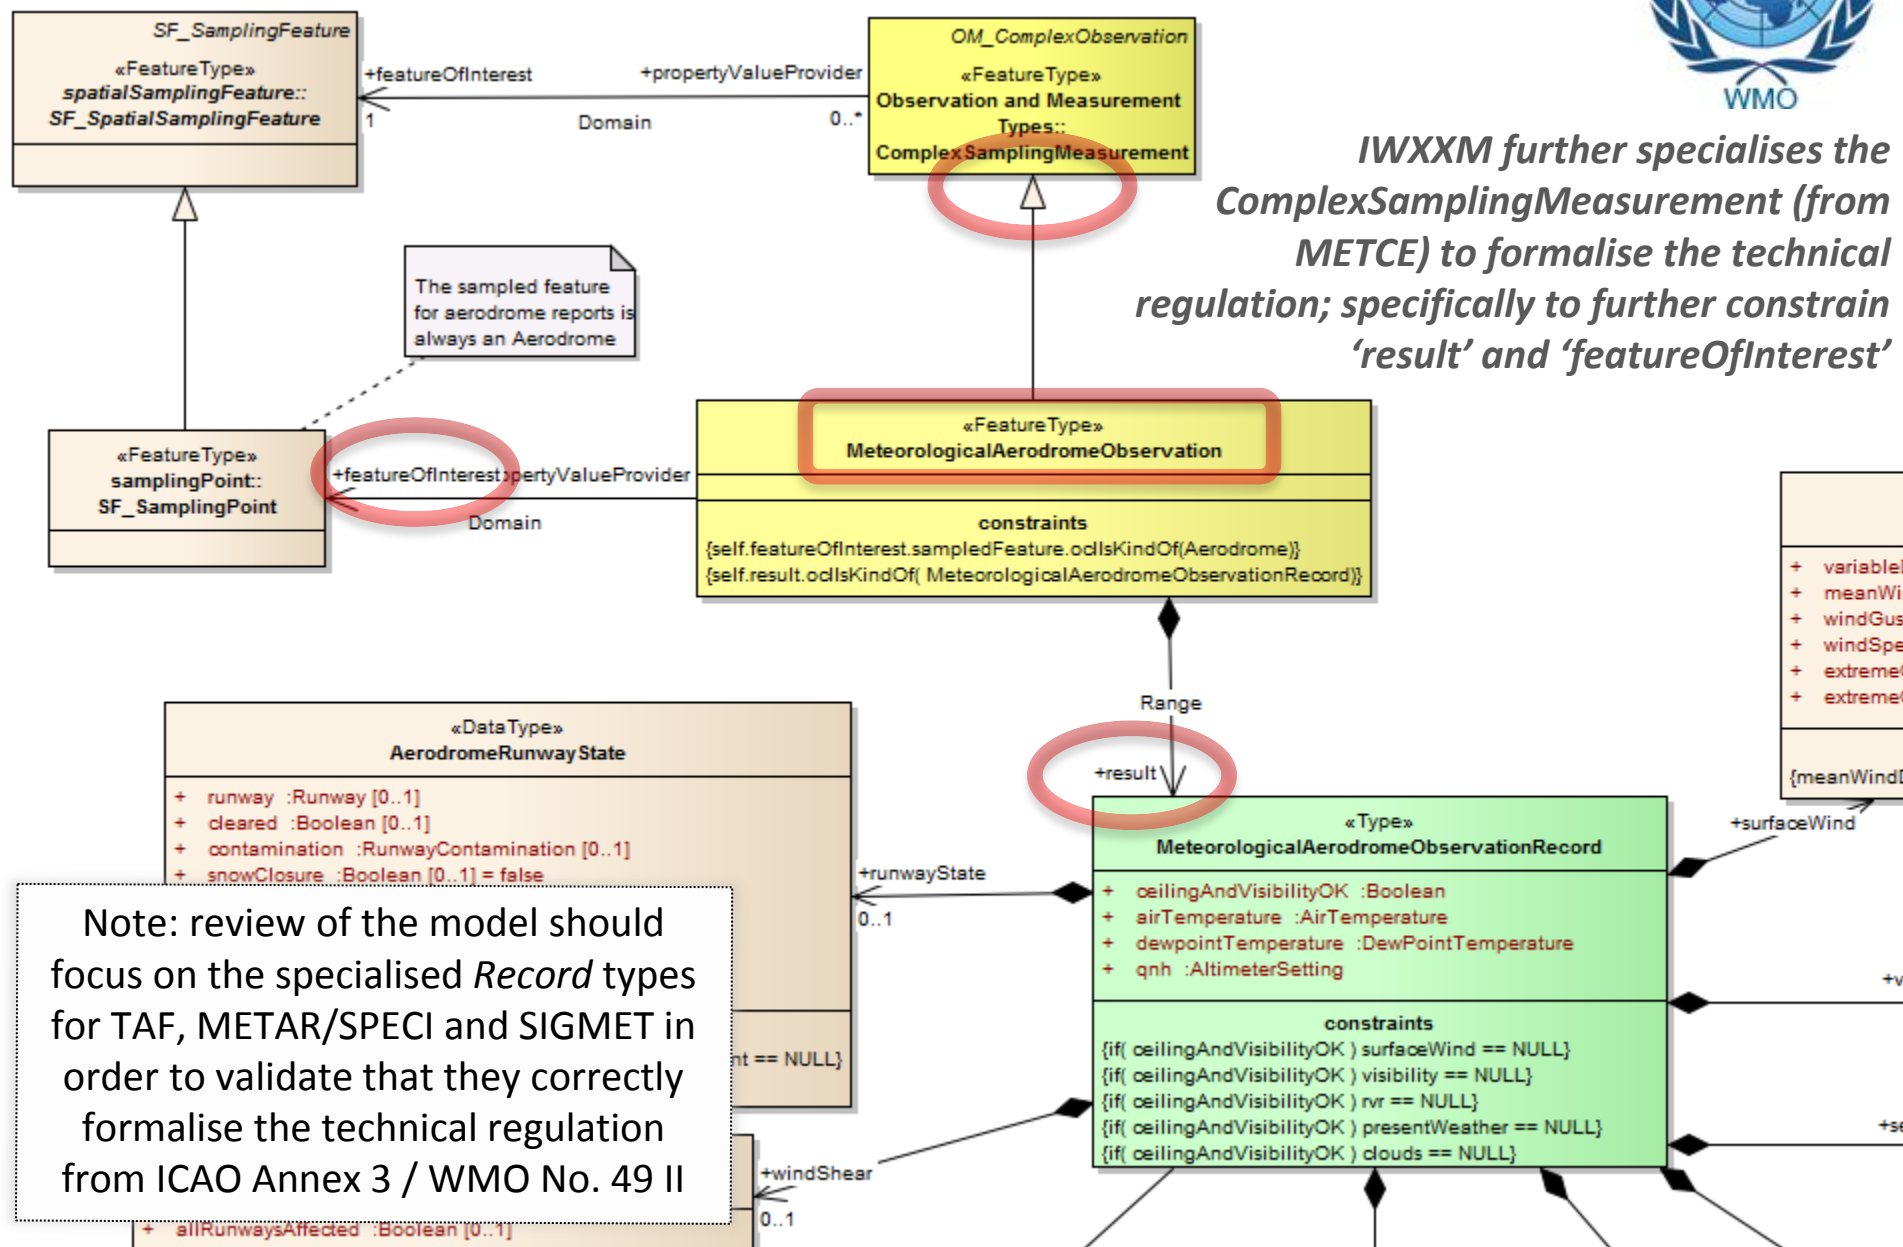 SF_SamplingFeature
«FeatureType»
spatialSamplingFeature::
SF_SpatialSamplingFeature
+featureOfInterest
+propertyValueProvider
1
Domain
0..*
OM_ComplexObservation
«FeatureType»
Observation and Measurement
Types::
ComplexSamplingMeasurement
WMO
IWXXM further specialises the
ComplexSamplingMeasurement (from
METCE) to formalise the technical
regulation; specifically to further constrain
‘result’ and ‘featureOfInterest’
The sampled feature
for aerodrome reports is
always an Aerodrome
«FeatureType»
samplingPoint::
SF_SamplingPoint
+featureOfInterest
pertyValueProvider
Domain
«FeatureType»
MeteorologicalAerodromeObservation
constraints
{self.featureOfInterest.sampledFeature.oclIsKindOf(Aerodrome)}
{self.result.oclIsKindOf( MeteorologicalAerodromeObservationRecord)}
Range
+result
+ meanWi
+ windGus
+ windSpe
+ extreme
+ extreme
+surfaceWind
«DataType»
AerodromeRunwayState
+ runway :Runway [0..1]
+ cleared :Boolean [0..1]
+ contamination :RunwayContamination [0..1]
+ snowClosure :Boolean [0..1] = false
nt == NULL}
+runwayState
0..1
«Type»
MeteorologicalAerodromeObservationRecord
+ ceilingAndVisibilityOK :Boolean
+ airTemperature :AirTemperature
+ dewpointTemperature :DewPointTemperature
+ qnh :AltimeterSetting
constraints
{if( ceilingAndVisibilityOK ) surfaceWind == NULL}
{if( ceilingAndVisibilityOK ) visibility == NULL}
{if( ceilingAndVisibilityOK ) rvr == NULL}
{if( ceilingAndVisibilityOK ) presentWeather == NULL}
{if( ceilingAndVisibilityOK ) clouds == NULL}
+v
+se
Note: review of the model should
focus on the specialised Record types
for TAF, METAR/SPECI and SIGMET in
order to validate that they correctly
formalise the technical regulation
from ICAO Annex 3 / WMO No. 49 II
+windShear
0..1
+ allRunwaysAffected :Boolean [0..1]